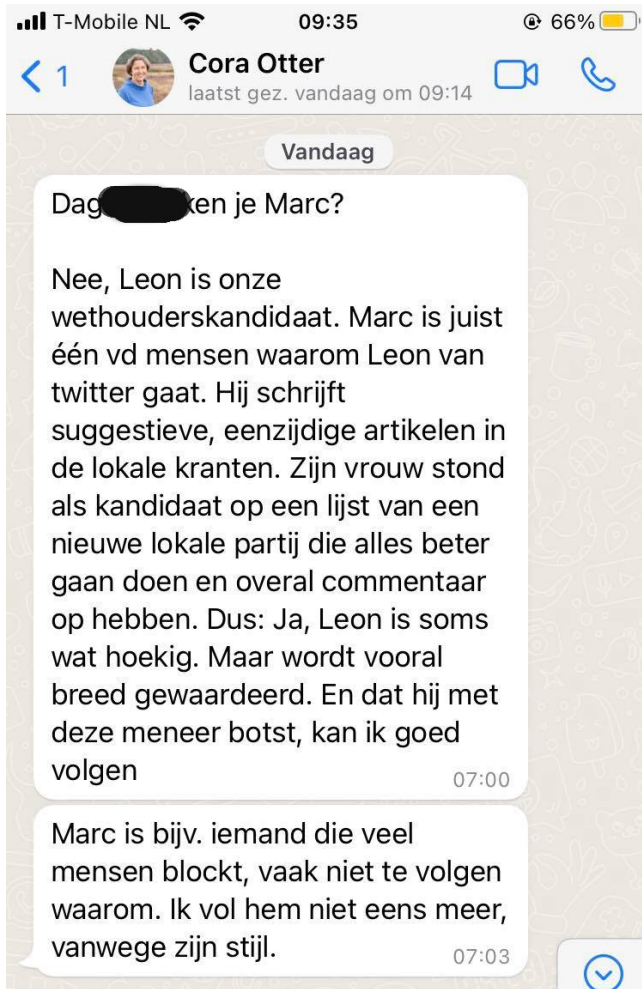 T-Mobile NL 09:35 66%
1 Cora Otter
laatst gez. vandaag om 09:14
Vandaag
Dag ken je Marc?
Nee, Leon is onze
wethouderskandidaat. Marc is juist
één vd mensen waarom Leon van
twitter gaat. Hij schrijft
suggestieve, eenzijdige artikelen in
de lokale kranten. Zijn vrouw stond
als kandidaat op een lijst van een
nieuwe lokale partij die alles beter
gaan doen en overal commentaar
op hebben. Dus: Ja, Leon is soms
wat hoekig. Maar wordt vooral
breed gewaardeerd. En dat hij met
deze meneer botst, kan ik goed
volgen 07:00
Marc is bijv. iemand die veel
mensen blockt, vaak niet te volgen
waarom. Ik vol hem niet eens meer,
vanwege zijn stijl. 07:03